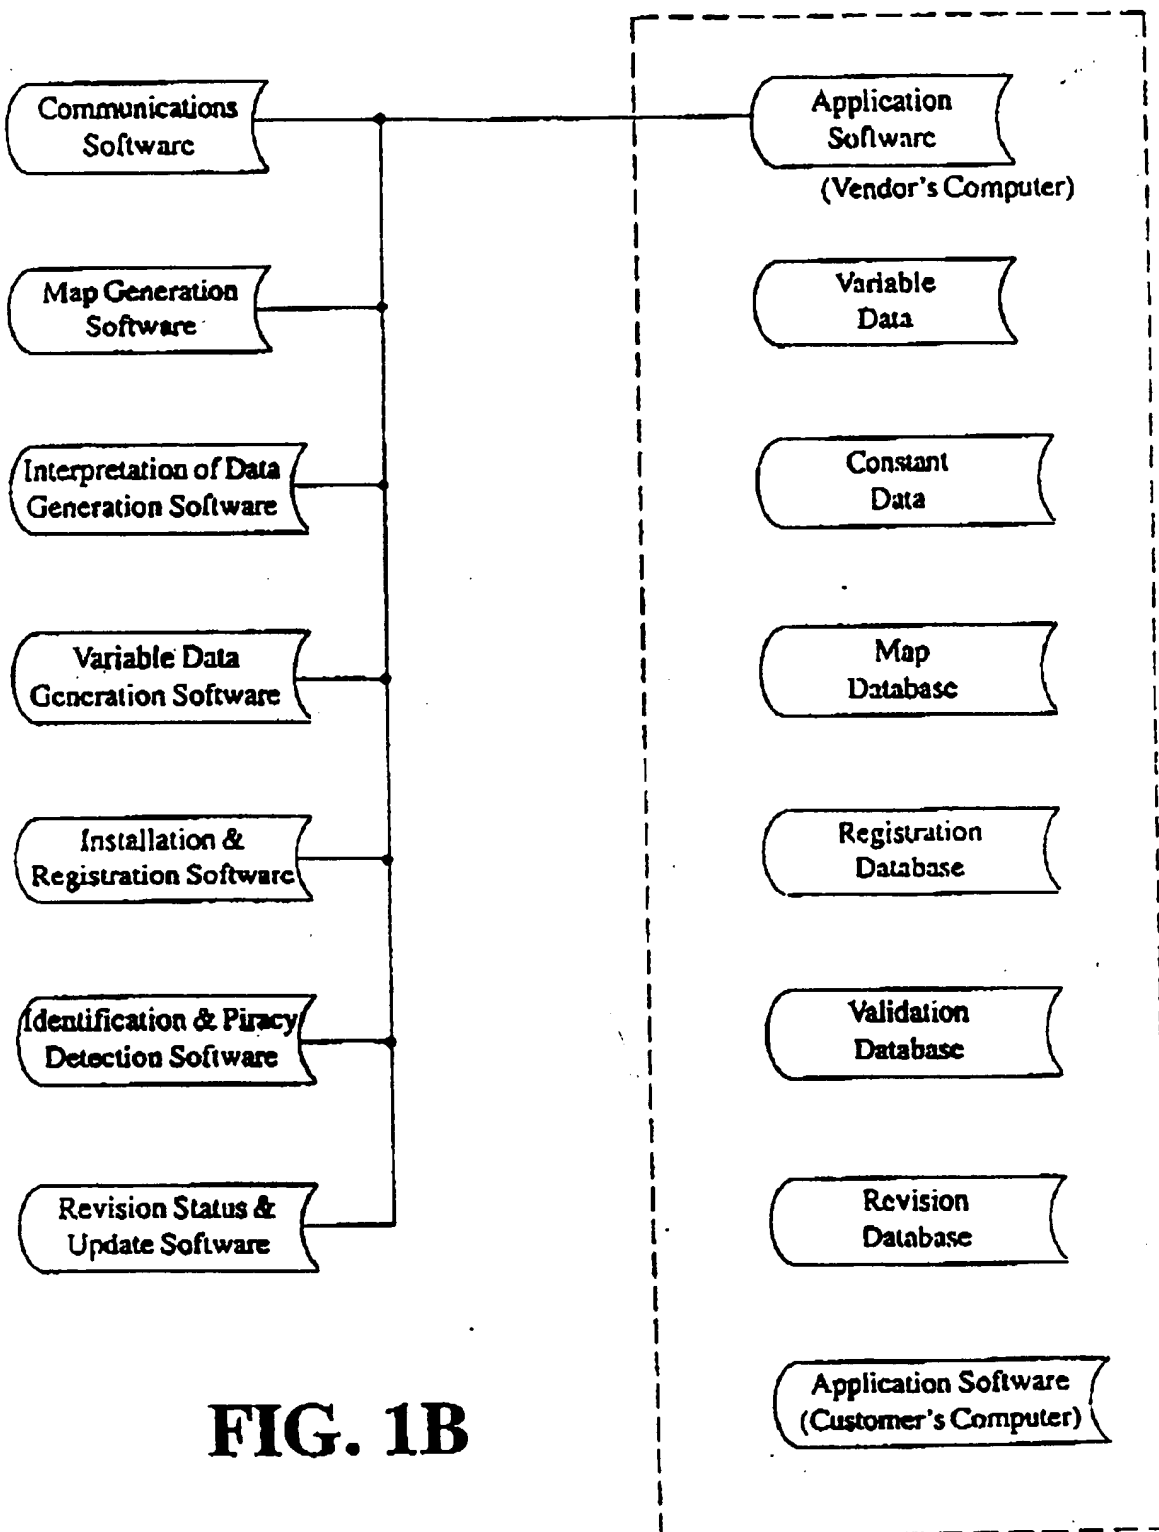 Communications
Software
Map Generation
Software
Interpretation of Data
Generation Software
Variable Data
Generation Software
Installation &
Registration Software
Identification & Piracy
Detection Software
Revision Status &
Update Software
Application
Software
(Vendor's Computer)
Variable
Data
Constant
Data
Map
Database
Registration
Database
Validation
Database
Revision
Database
Application Software
(Customer's Computer)
FIG. 1B